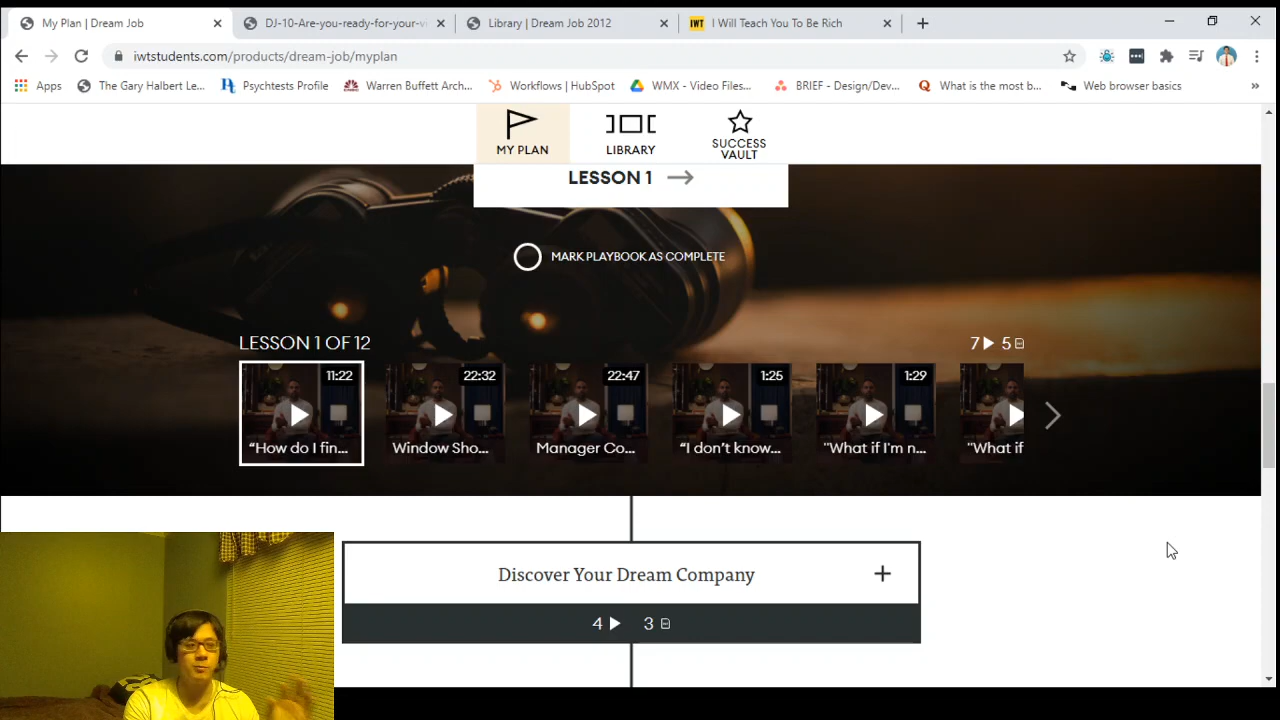 My Plan | Dream Job
DJ-10-Are-you-ready-for-your-vi
Library | Dream Job 2012
IWT I Will Teach You To Be Rich
iwtstudents.com/products/dream-job/myplan
Apps
The Gary Halbert Le...
Psychtests Profile
Warren Buffett Arch...
Workflows | HubSpot
WMX - Video Files...
BRIEF - Design/Dev...
What is the most b...
Web browser basics
MY PLAN
LIBRARY
SUCCESS
VAULT
LESSON 1
MARK PLAYBOOK AS COMPLETE
LESSON 1 OF 12
7 5
11:22
22:32
22:47
1:25
1:29
"How do I fin...
Window Sho...
Manager Co...
"I don't know...
"What if I'm n...
"What if
Discover Your Dream Company
4 3